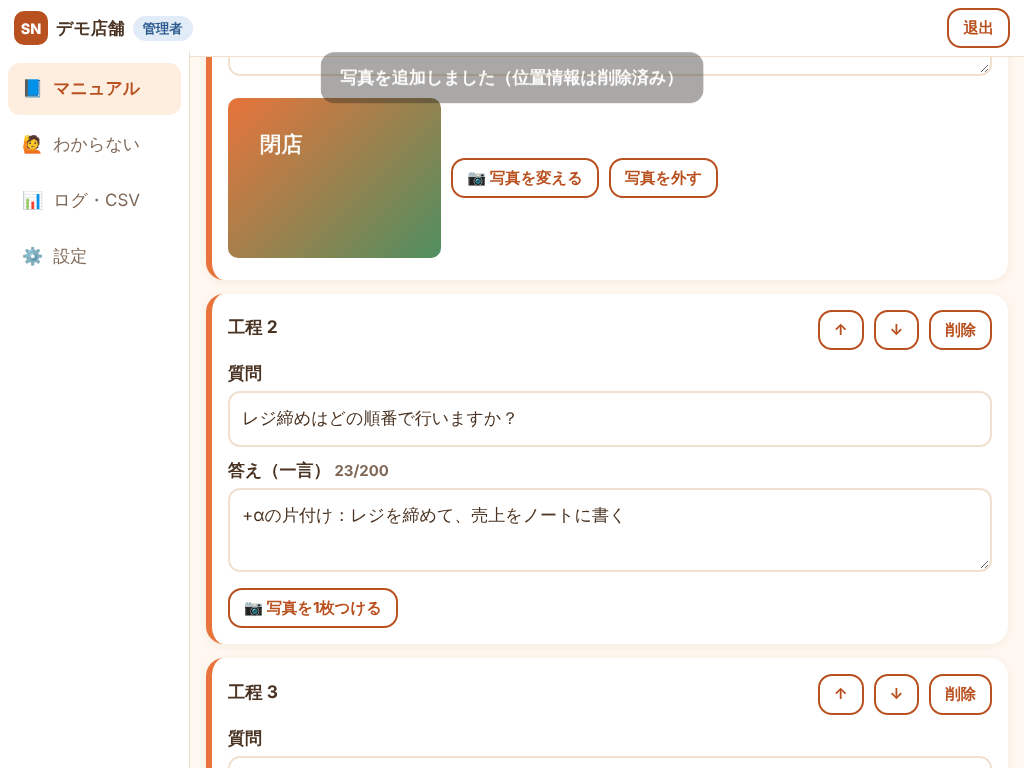 SN デモ店舗 管理者 退出
写真を追加しました（位置情報は削除済み）
📘 マニュアル
🙋 わからない
📊 ログ・CSV
⚙️ 設定
閉店
📷 写真を変える 写真を外す
工程 2 ↑ ↓ 削除
質問
レジ締めはどの順番で行いますか？
答え（一言） 23/200
+αの片付け：レジを締めて、売上をノートに書く
📷 写真を1枚つける
工程 3 ↑ ↓ 削除
質問